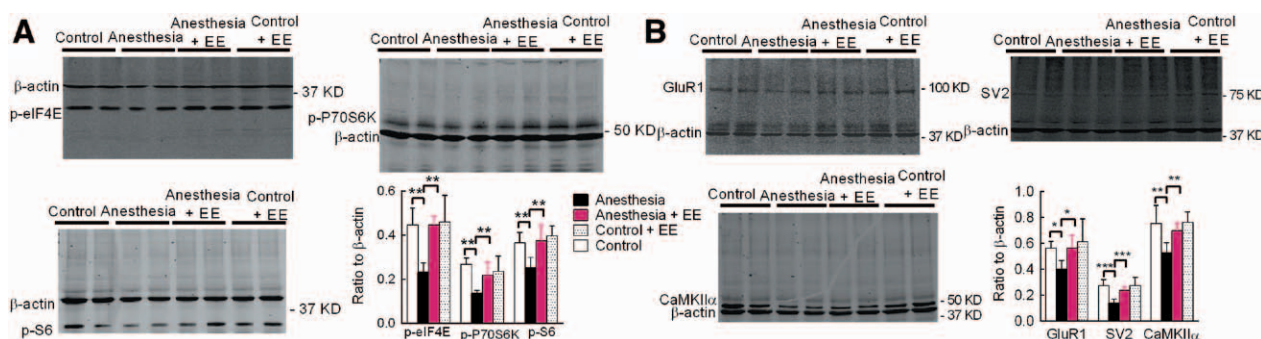 A
Control Anesthesia Anesthesia + EE Control + EE
β-actin
p-eIF4E
- 37 KD
Control Anesthesia Anesthesia + EE Control + EE
p-P70S6K
β-actin
- 50 KD
Control Anesthesia Anesthesia + EE Control + EE
β-actin
p-S6
- 37 KD
Ratio to β-actin
0.6
0.4
0.2
0.0
** ** ** ** ** **
p-eIF4E p-P70S6K p-S6
Anesthesia
Anesthesia + EE
Control + EE
Control
B
Control Anesthesia Anesthesia + EE Control + EE
GluR1
β-actin
- 100 KD
- 37 KD
Control Anesthesia Anesthesia + EE Control + EE
SV2
β-actin
- 75 KD
- 37 KD
Control Anesthesia Anesthesia + EE Control + EE
CaMKIIα
β-actin
- 50 KD
- 37 KD
Ratio to β-actin
1.0
0.8
0.6
0.4
0.2
0.0
* * *** *** ** **
GluR1 SV2 CaMKIIα